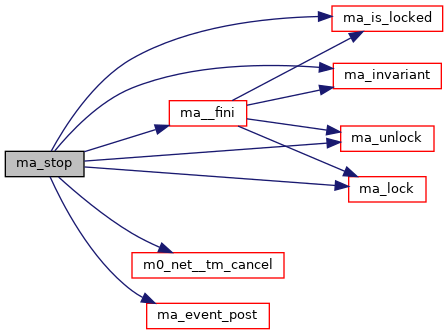 ma_is_locked
ma_invariant
ma__fini
ma_unlock
ma_stop
ma_lock
m0_net__tm_cancel
ma_event_post